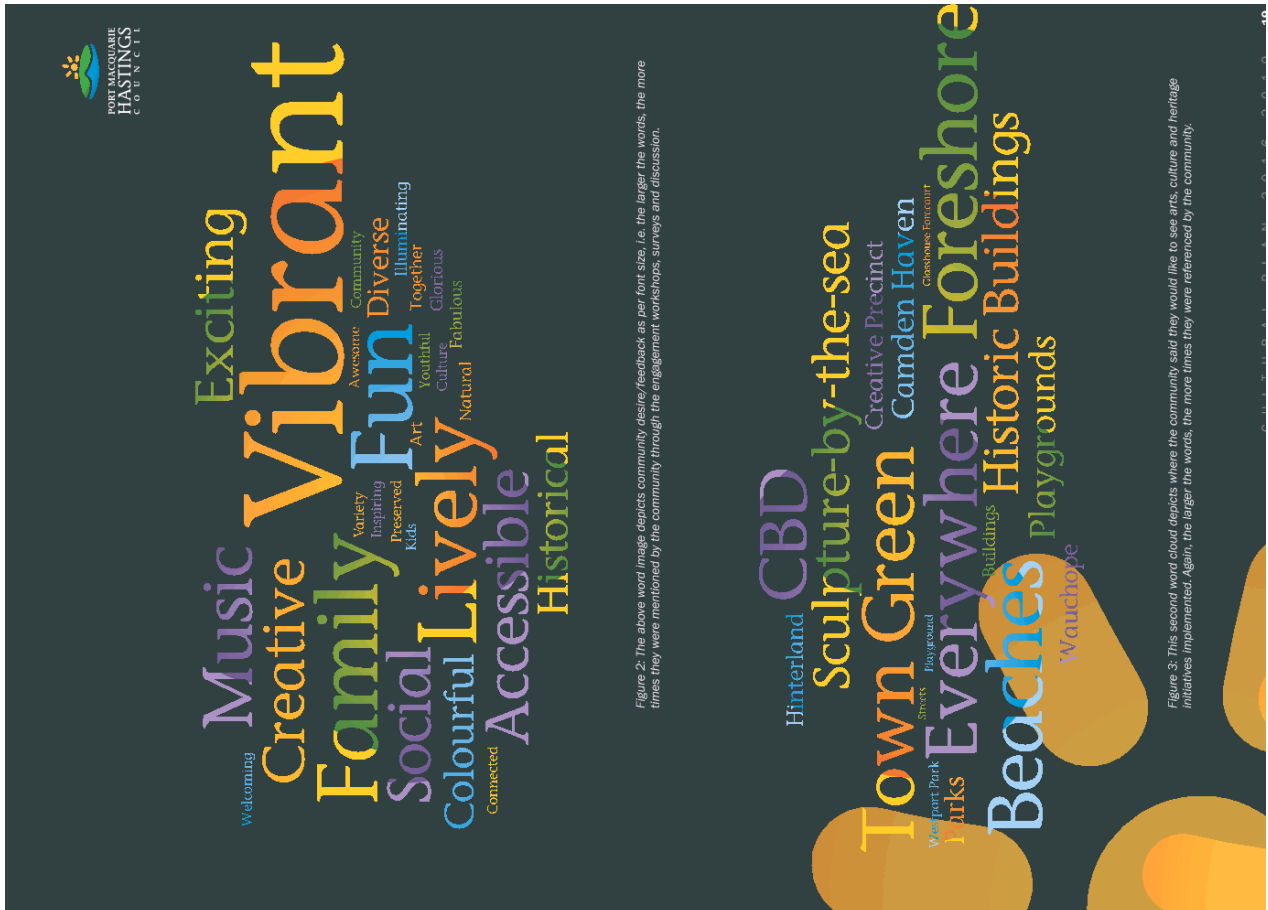 PORT MACQUARIE
HASTINGS
COUNCIL
Exciting
Music
Vibrant
Welcoming
Creative
Family
Variety
Inspiring
Preserved
Kids
Fun
Awesome
Community
Diverse
Illuminating
Together
Glorious
Art
Youthful
Culture
Fabulous
Natural
Social
Lively
Colourful
Accessible
Connected
Historical
Figure 2: The above word image depicts community desire/feedback as per font size. i.e. the larger the words, the more
times they were mentioned by the community through the engagement workshops, surveys and discussion.
Hinterland
CBD
Sculpture-by-the-sea
Town Green
Creative Precinct
Camden Haven
Glasshouse Forecourt
Streets
Playground
Westport Park
Parks
Everywhere
Foreshore
Buildings
Historic Buildings
Beaches
Playgrounds
Wauchope
Figure 3: This second word cloud depicts where the community said they would like to see arts, culture and heritage
initiatives implemented. Again, the larger the words, the more times they were referenced by the community.